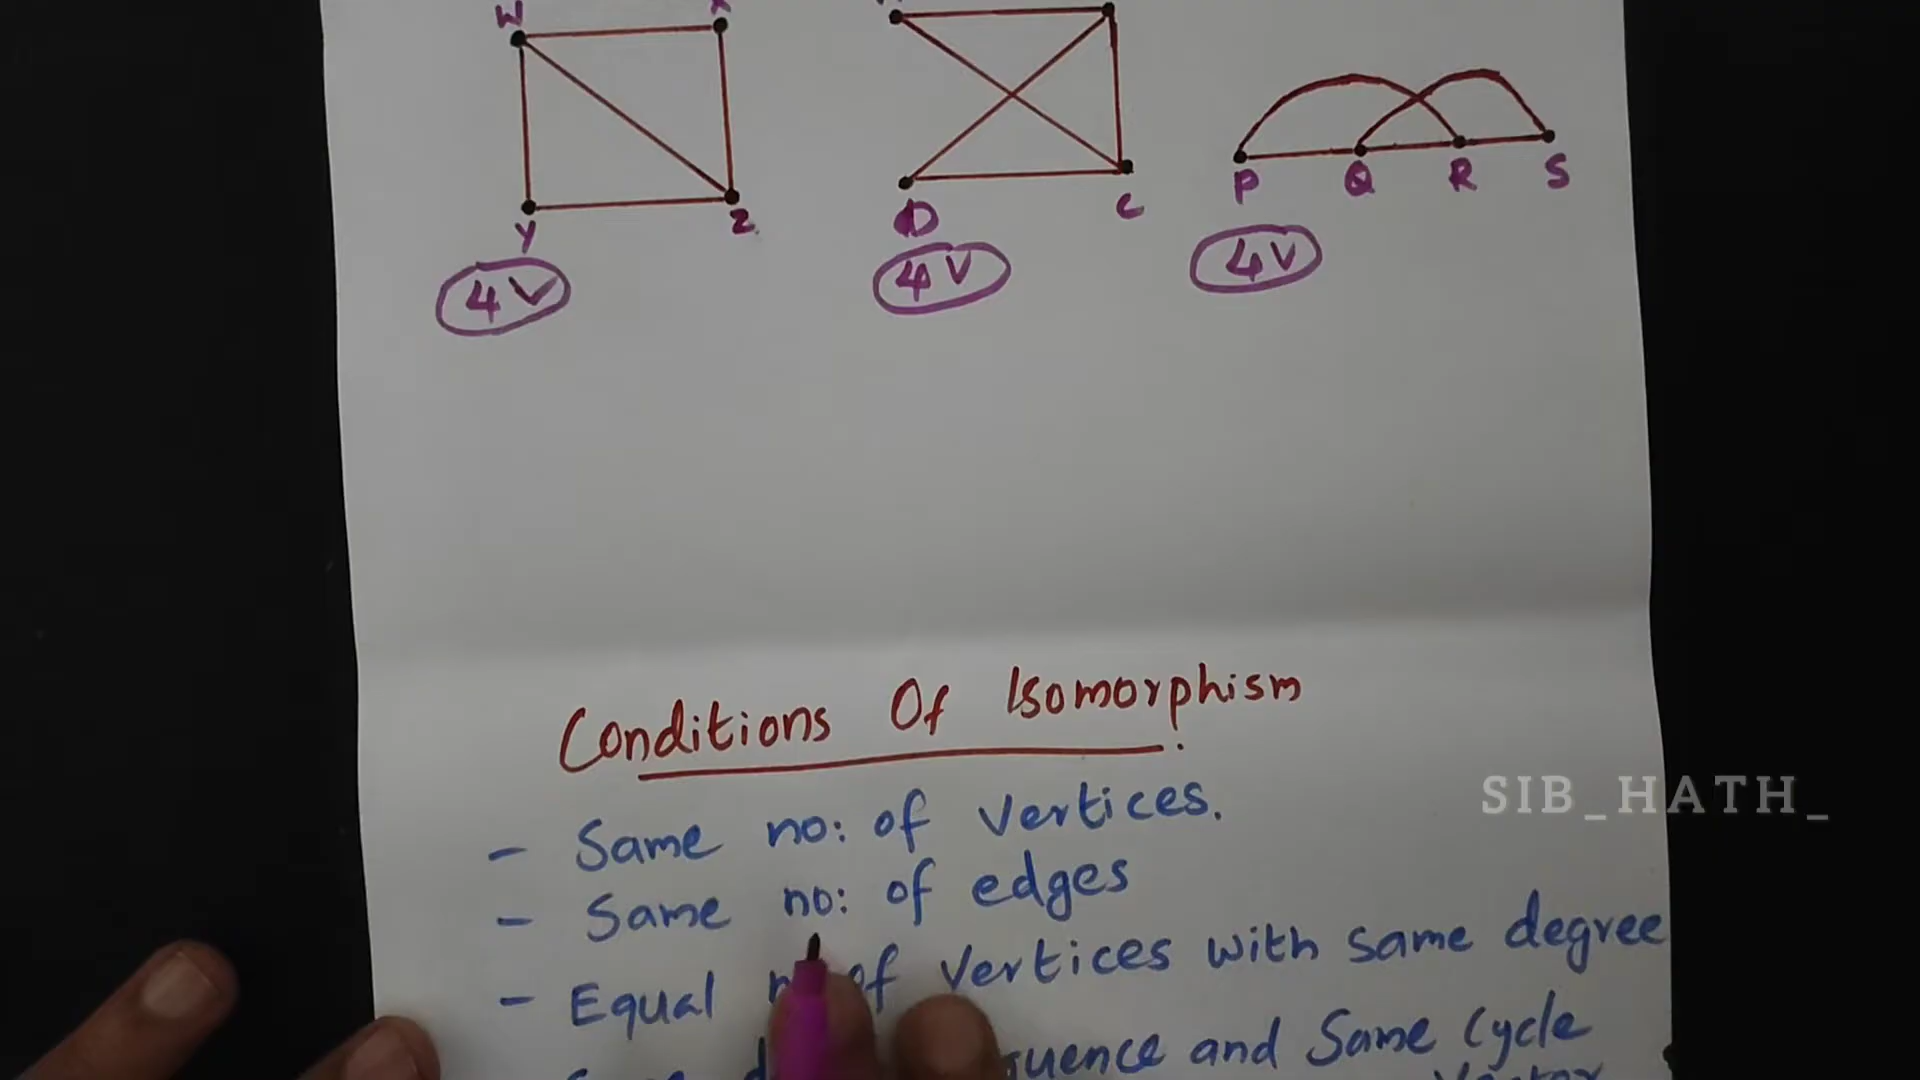 W X
Y Z
D C
P Q R S
4V 4V 4V
Conditions Of Isomorphism
- Same no: of vertices.
- Same no: of edges
- Equal of vertices with same degree
and Same Cycle
SIB_HATH_